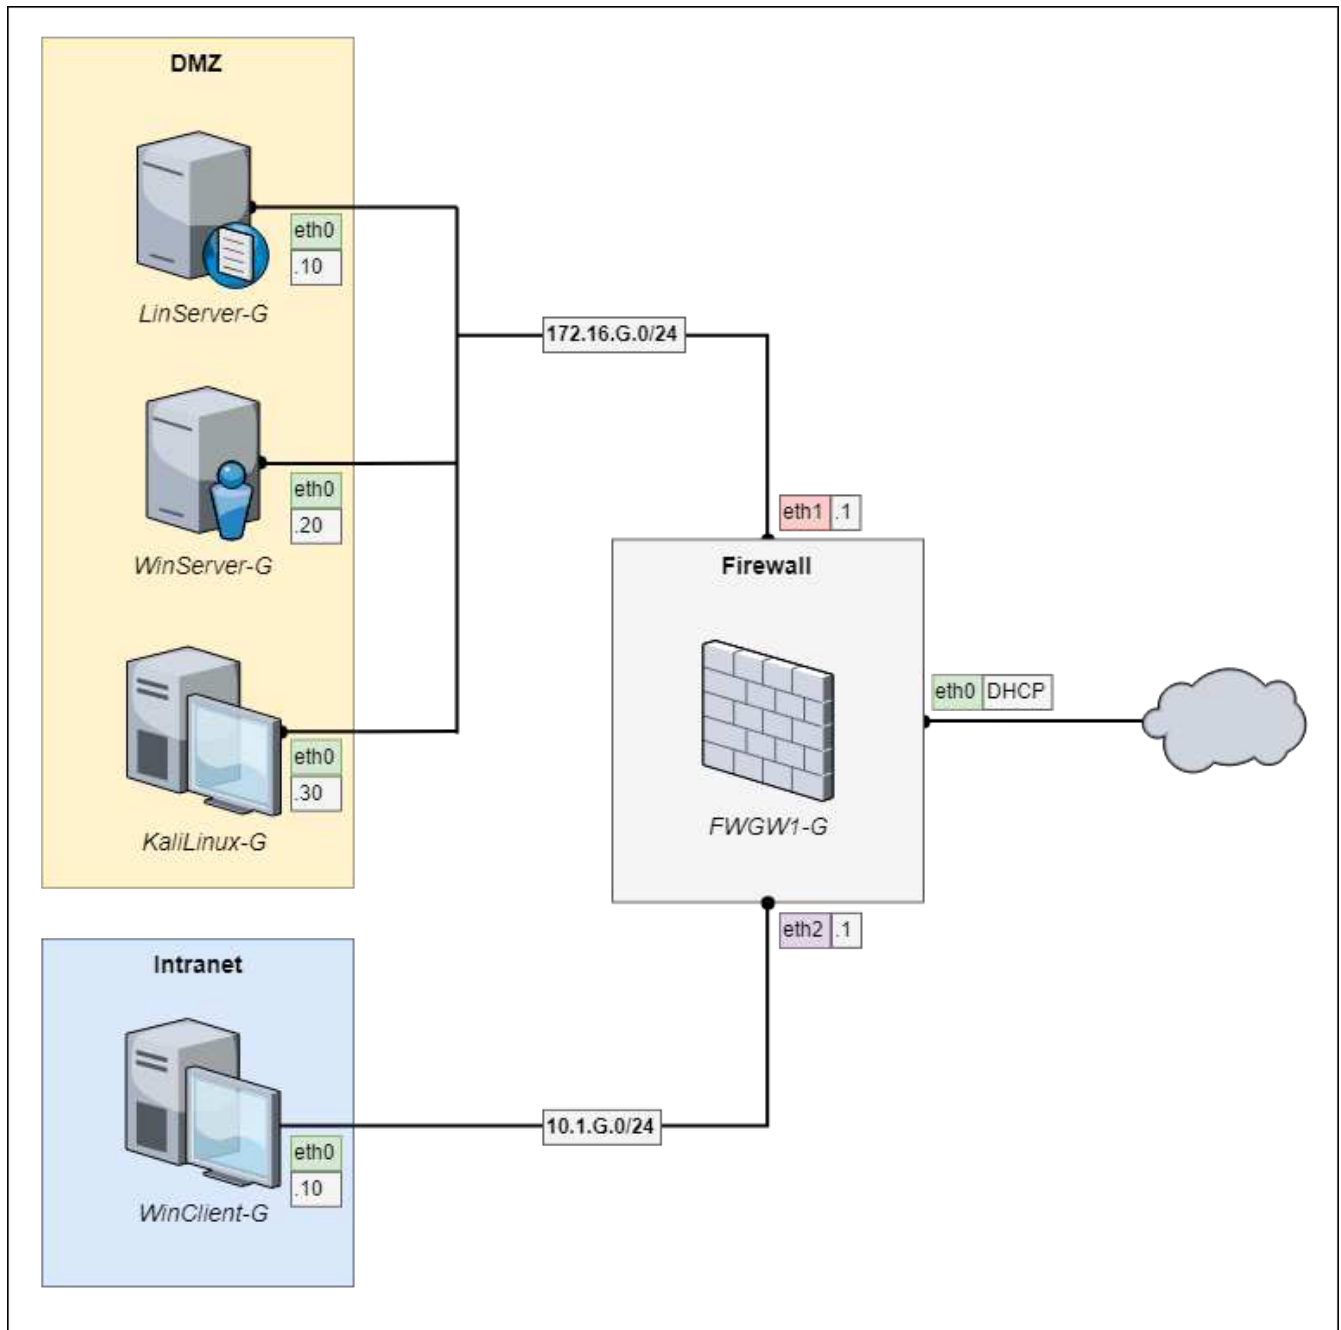 DMZ
eth0
.10
LinServer-G
172.16.G.0/24
eth0
.20
WinServer-G
eth1 .1
Firewall
eth0 DHCP
eth0
.30
KaliLinux-G
FWGW1-G
eth2 .1
Intranet
10.1.G.0/24
eth0
.10
WinClient-G